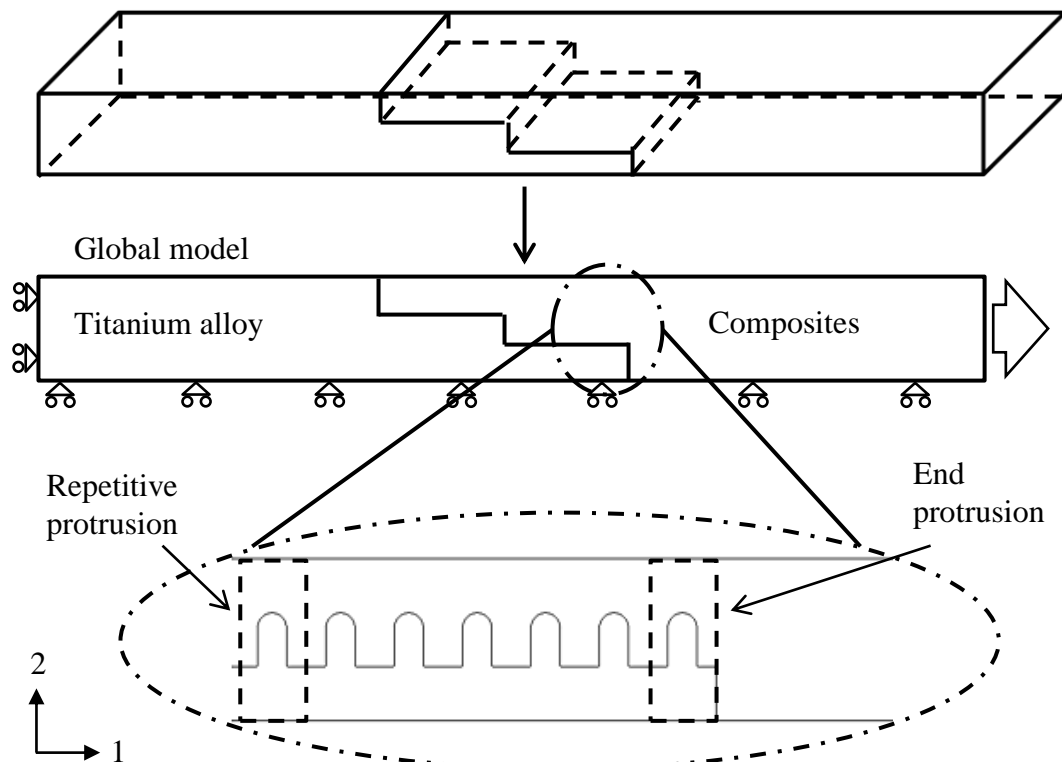 Global model
Titanium alloy
Composites
Repetitive
protrusion
End
protrusion
2
1